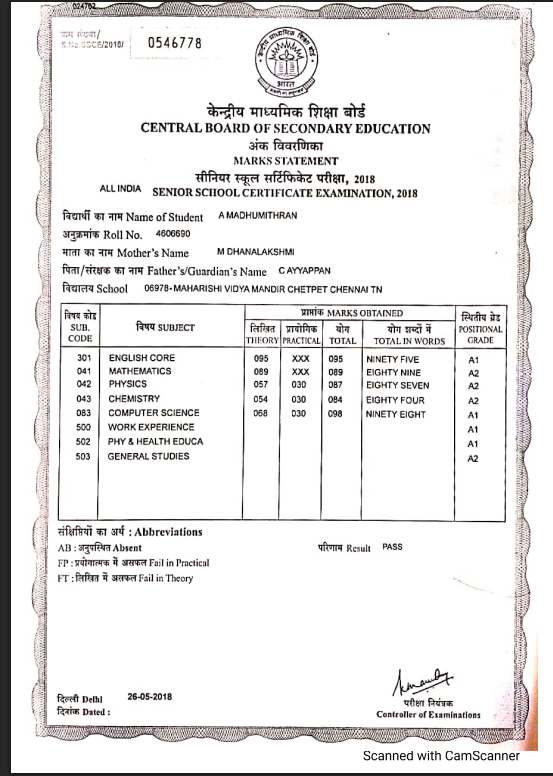 024782
क्रम संख्या/
S.No.SSCE/2018/ 0546778
केन्द्रीय माध्यमिक शिक्षा बोर्ड
भारत
केन्द्रीय माध्यमिक शिक्षा बोर्ड
CENTRAL BOARD OF SECONDARY EDUCATION
अंक विवरणिका
MARKS STATEMENT
सीनियर स्कूल सर्टिफिकेट परीक्षा, 2018
ALL INDIA SENIOR SCHOOL CERTIFICATE EXAMINATION, 2018
विद्यार्थी का नाम Name of Student A MADHUMITHRAN
अनुक्रमांक Roll No. 4606690
माता का नाम Mother's Name M DHANALAKSHMI
पिता/संरक्षक का नाम Father's/Guardian's Name C AYYAPPAN
विद्यालय School 06978-MAHARISHI VIDYA MANDIR CHETPET CHENNAI TN
विषय कोड SUB. CODE
विषय SUBJECT
प्राप्तांक MARKS OBTAINED
लिखित THEORY
प्रायोगिक PRACTICAL
योग TOTAL
योग शब्दों में TOTAL IN WORDS
स्थितीय ग्रेड POSITIONAL GRADE
301 ENGLISH CORE 095 XXX 095 NINETY FIVE A1
041 MATHEMATICS 089 XXX 089 EIGHTY NINE A2
042 PHYSICS 057 030 087 EIGHTY SEVEN A2
043 CHEMISTRY 054 030 084 EIGHTY FOUR A2
083 COMPUTER SCIENCE 068 030 098 NINETY EIGHT A1
500 WORK EXPERIENCE A1
502 PHY & HEALTH EDUCA A1
503 GENERAL STUDIES A2
संक्षिप्तियों का अर्थ : Abbreviations
AB : अनुपस्थित Absent परिणाम Result PASS
FP : प्रयोगात्मक में असफल Fail in Practical
FT : लिखित में असफल Fail in Theory
दिल्ली Delhi 26-05-2018
दिनांक Dated :
परीक्षा नियंत्रक
Controller of Examinations
Scanned with CamScanner